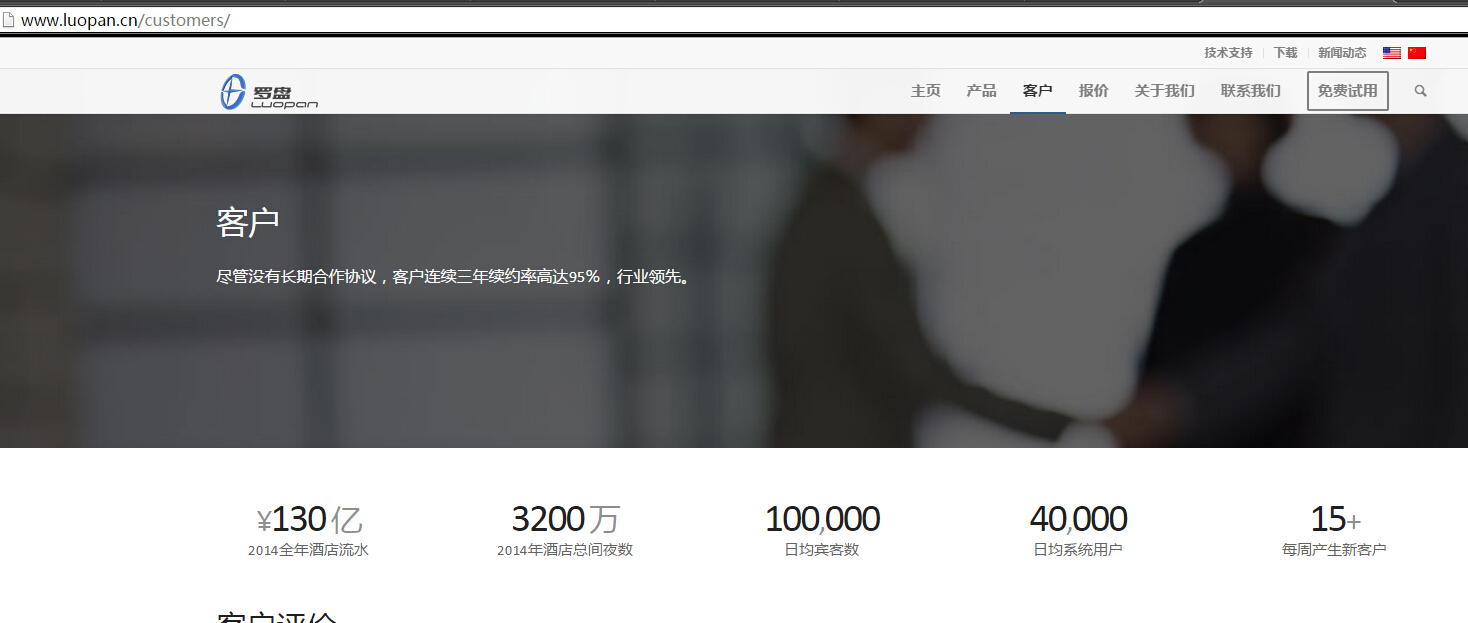 www.luopan.cn/customers/
技术支持 下载 新闻动态
罗盘
Luopan
主页 产品 客户 报价 关于我们 联系我们 免费试用
客户
尽管没有长期合作协议，客户连续三年续约率高达95%，行业领先。
¥130亿 3200万 100,000 40,000 15+
2014全年酒店流水 2014年酒店总间夜数 日均宾客数 日均系统用户 每周产生新客户
客户评价